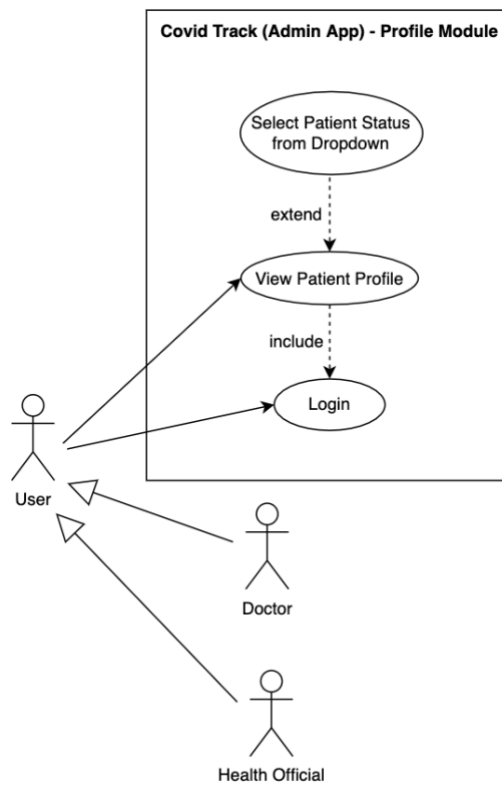 Covid Track (Admin App) - Profile Module
Select Patient Status
from Dropdown
extend
View Patient Profile
include
Login
User
Doctor
Health Official